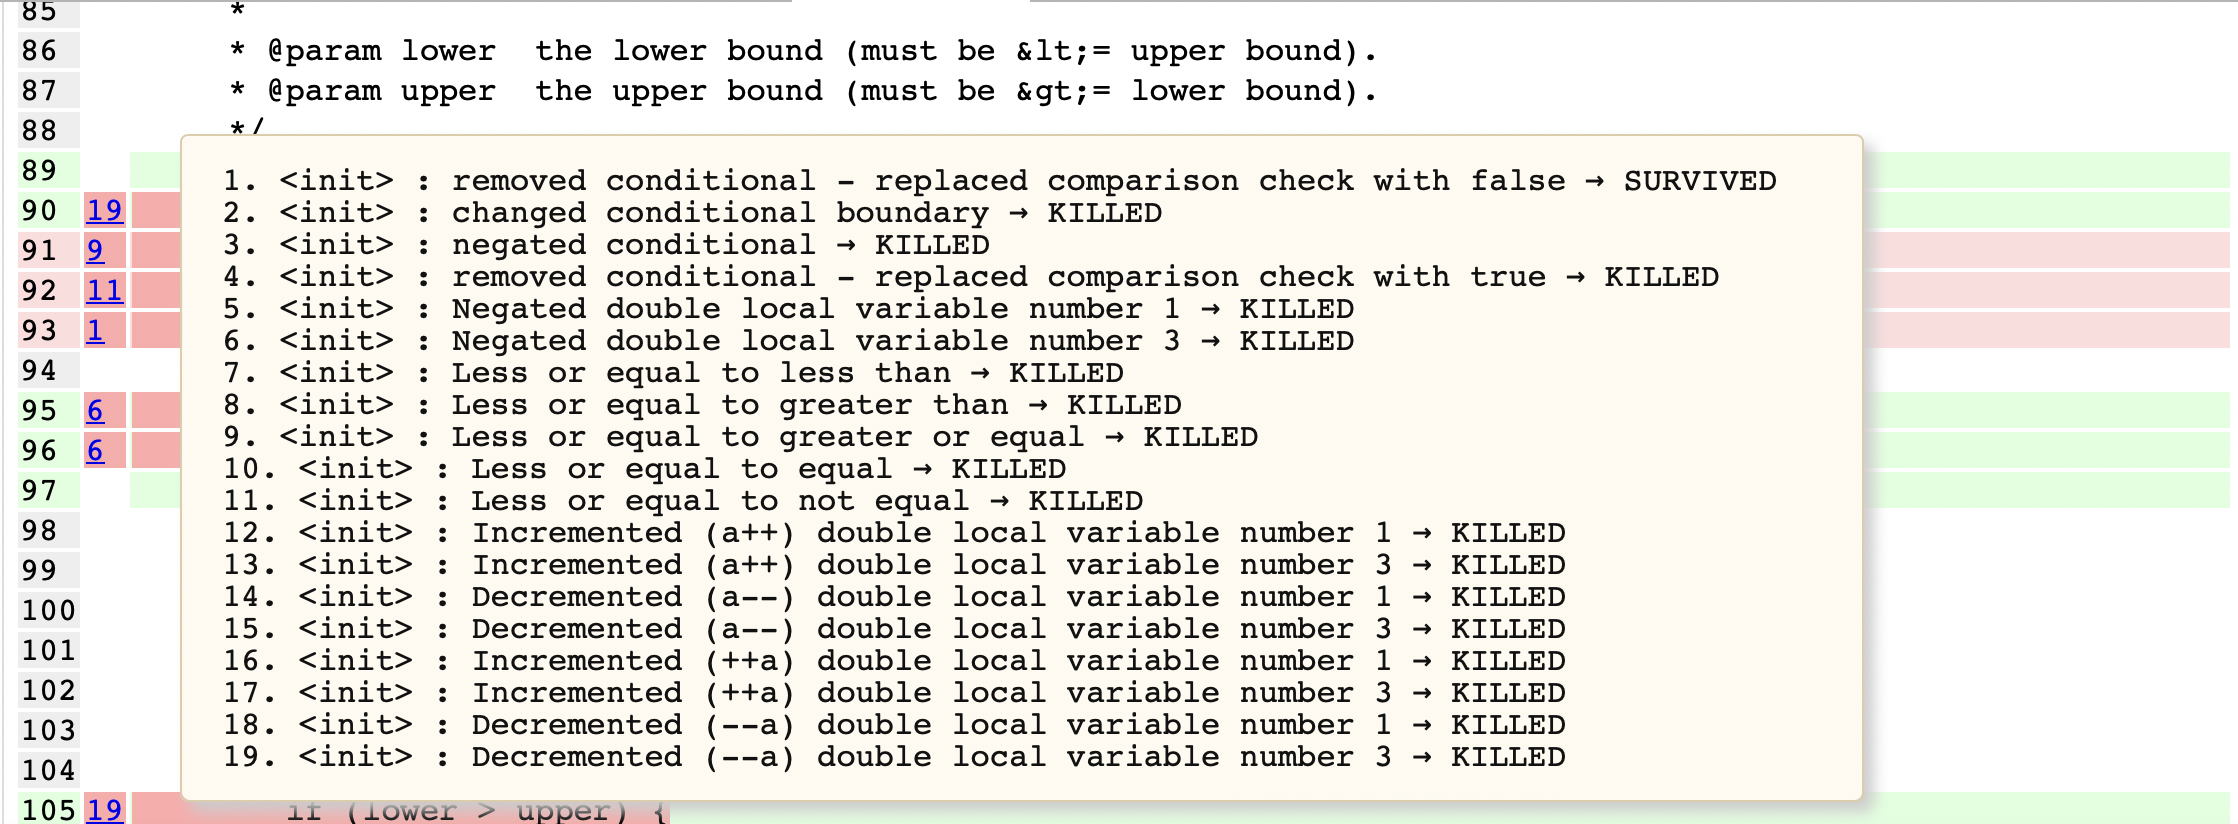 85 *
86 * @param lower  the lower bound (must be &lt;= upper bound).
87 * @param upper  the upper bound (must be &gt;= lower bound).
88 */
89
90 19
91 9
92 11
93 1
94
95 6
96 6
97
98
99
100
101
102
103
104
1. <init> : removed conditional - replaced comparison check with false → SURVIVED
2. <init> : changed conditional boundary → KILLED
3. <init> : negated conditional → KILLED
4. <init> : removed conditional - replaced comparison check with true → KILLED
5. <init> : Negated double local variable number 1 → KILLED
6. <init> : Negated double local variable number 3 → KILLED
7. <init> : Less or equal to less than → KILLED
8. <init> : Less or equal to greater than → KILLED
9. <init> : Less or equal to greater or equal → KILLED
10. <init> : Less or equal to equal → KILLED
11. <init> : Less or equal to not equal → KILLED
12. <init> : Incremented (a++) double local variable number 1 → KILLED
13. <init> : Incremented (a++) double local variable number 3 → KILLED
14. <init> : Decremented (a--) double local variable number 1 → KILLED
15. <init> : Decremented (a--) double local variable number 3 → KILLED
16. <init> : Incremented (++a) double local variable number 1 → KILLED
17. <init> : Incremented (++a) double local variable number 3 → KILLED
18. <init> : Decremented (--a) double local variable number 1 → KILLED
19. <init> : Decremented (--a) double local variable number 3 → KILLED
105 19 if (lower > upper) {